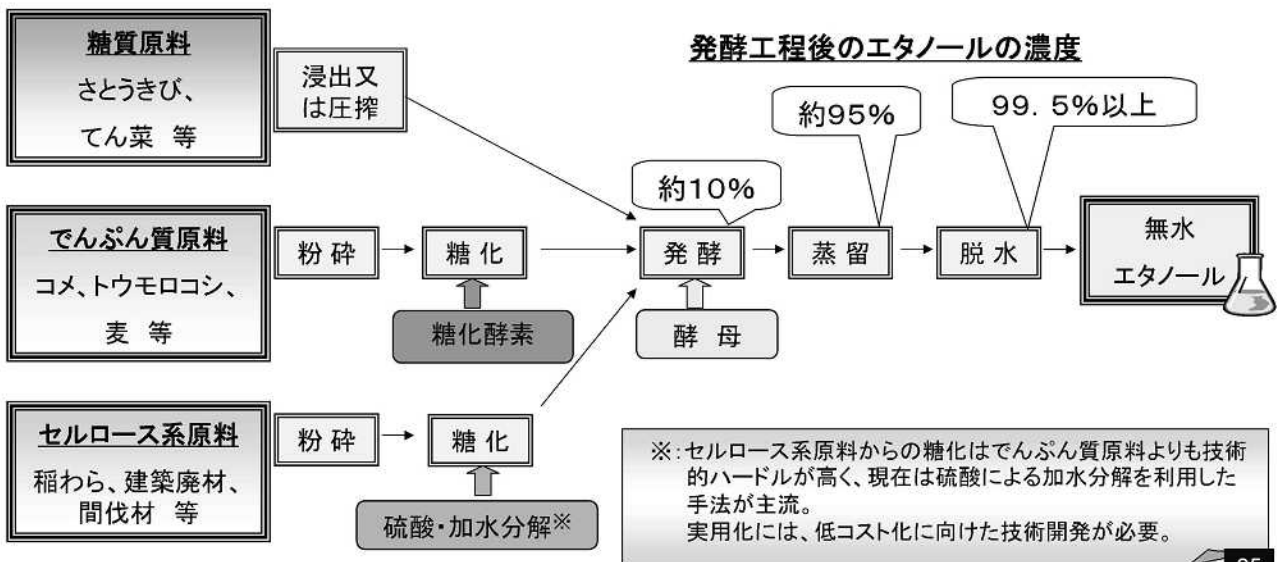 糖質原料
さとうきび、
てん菜 等
浸出又
は圧搾
発酵工程後のエタノールの濃度
約95%
99.5%以上
約10%
でんぷん質原料
コメ、トウモロコシ、
麦 等
粉砕
糖化
発酵
蒸留
脱水
無水
エタノール
糖化酵素
酵母
セルロース系原料
稲わら、建築廃材、
間伐材 等
粉砕
糖化
硫酸・加水分解※
※:セルロース系原料からの糖化はでんぷん質原料よりも技術
的ハードルが高く、現在は硫酸による加水分解を利用した
手法が主流。
実用化には、低コスト化に向けた技術開発が必要。